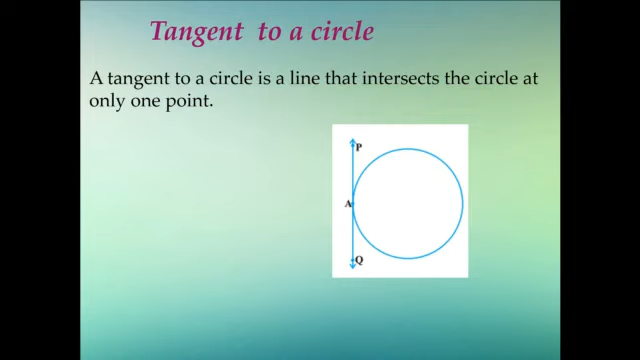 Tangent to a circle
A tangent to a circle is a line that intersects the circle at
only one point.
P
A
Q